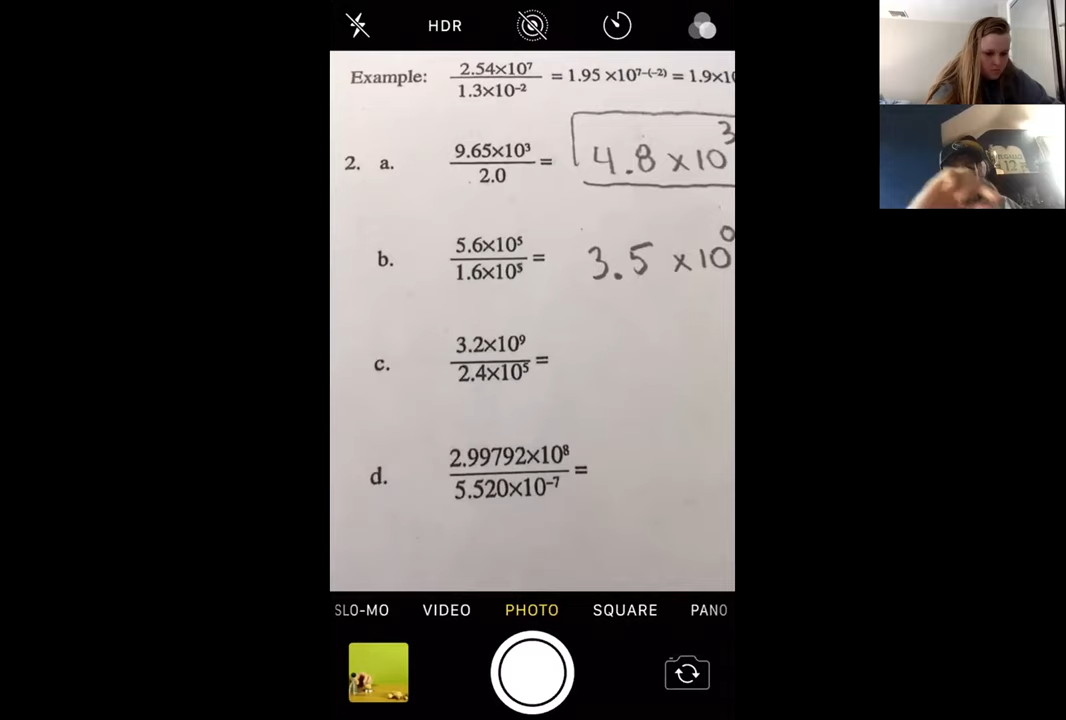 HDR
Example: 2.54×10⁷ / 1.3×10⁻² = 1.95 ×10⁷⁻⁽⁻²⁾ = 1.9×10
2. a. 9.65×10³ / 2.0 = 4.8 × 10³
b. 5.6×10⁵ / 1.6×10⁵ = 3.5 × 10⁰
c. 3.2×10⁹ / 2.4×10⁵ =
d. 2.99792×10⁸ / 5.520×10⁻⁷ =
SLO-MO VIDEO PHOTO SQUARE PANO